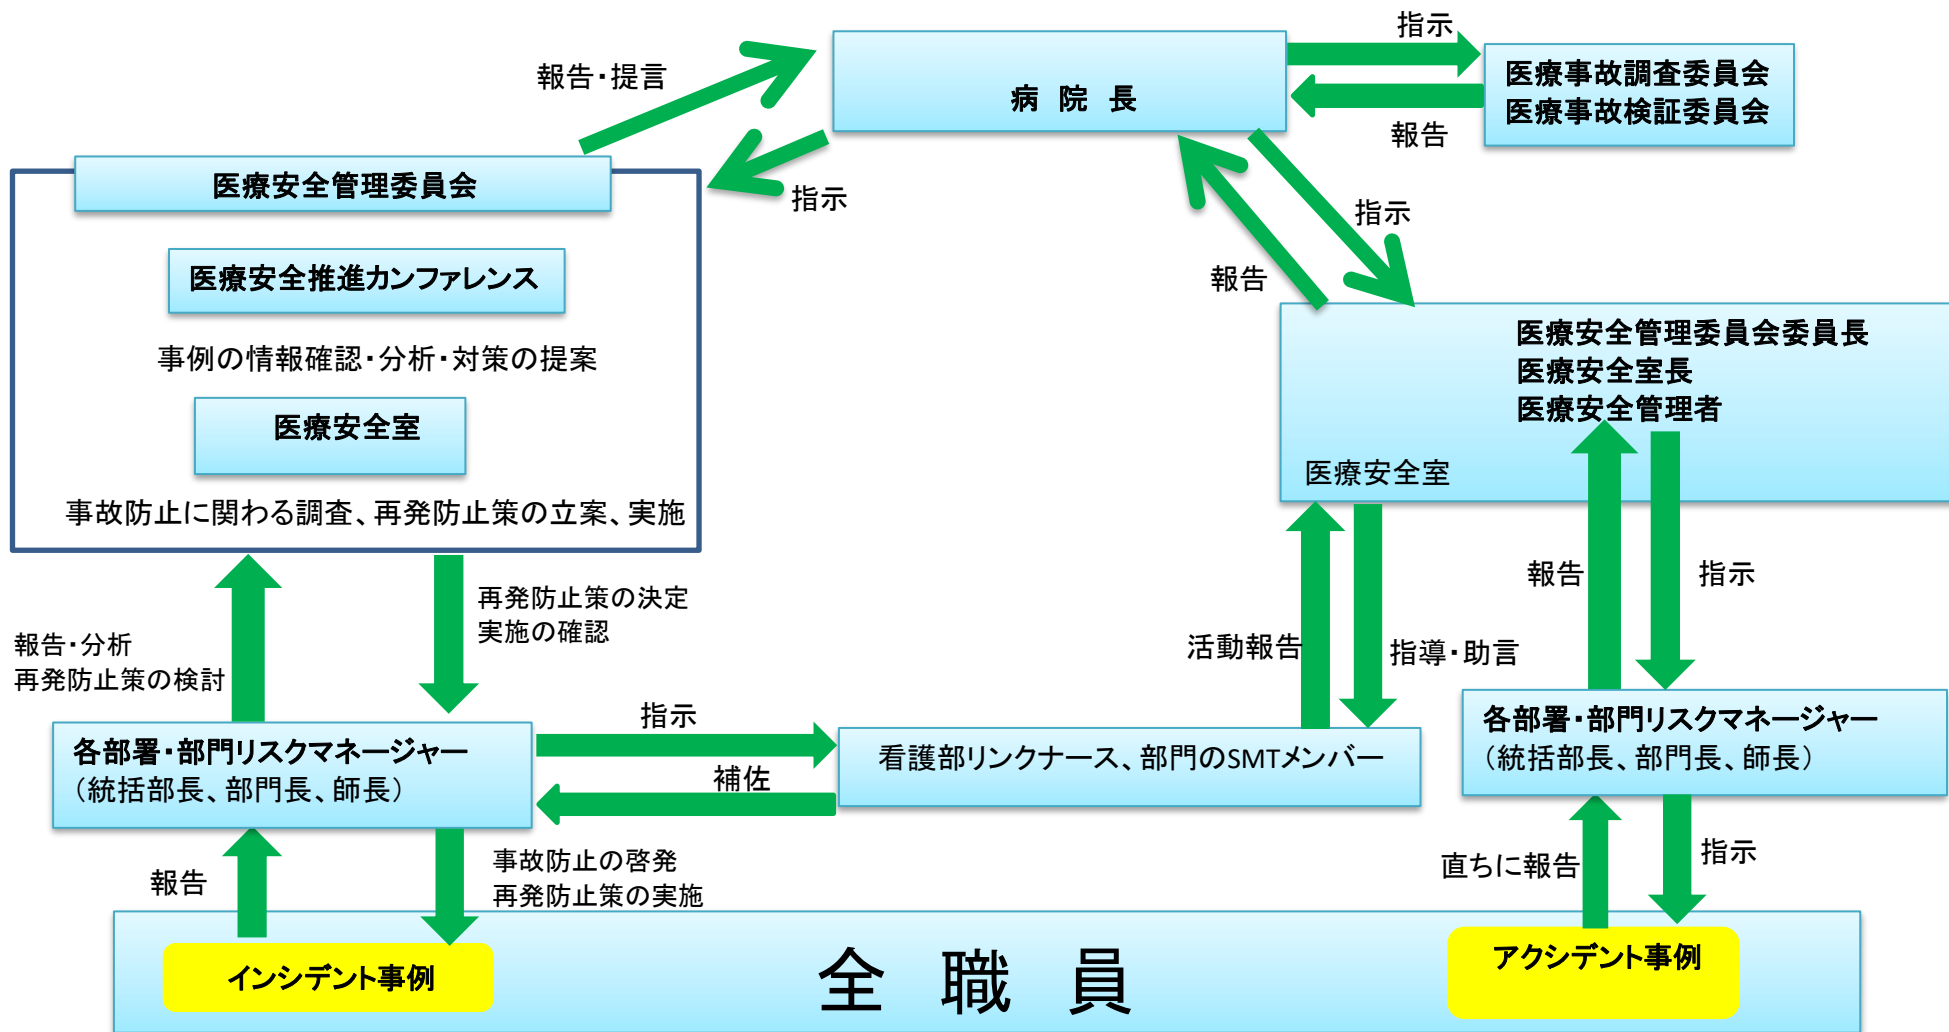 指示
報告・提言
病 院 長
医療事故調査委員会
医療事故検証委員会
報告
医療安全管理委員会
指示
指示
報告
医療安全推進カンファレンス
事例の情報確認・分析・対策の提案
医療安全室
事故防止に関わる調査、再発防止策の立案、実施
医療安全管理委員会委員長
医療安全室長
医療安全管理者
医療安全室
報告・分析
再発防止策の検討
再発防止策の決定
実施の確認
活動報告
指導・助言
報告
指示
各部署・部門リスクマネージャー
（統括部長、部門長、師長）
指示
補佐
看護部リンクナース、部門のSMTメンバー
各部署・部門リスクマネージャー
（統括部長、部門長、師長）
報告
事故防止の啓発
再発防止策の実施
直ちに報告
指示
インシデント事例
全 職 員
アクシデント事例